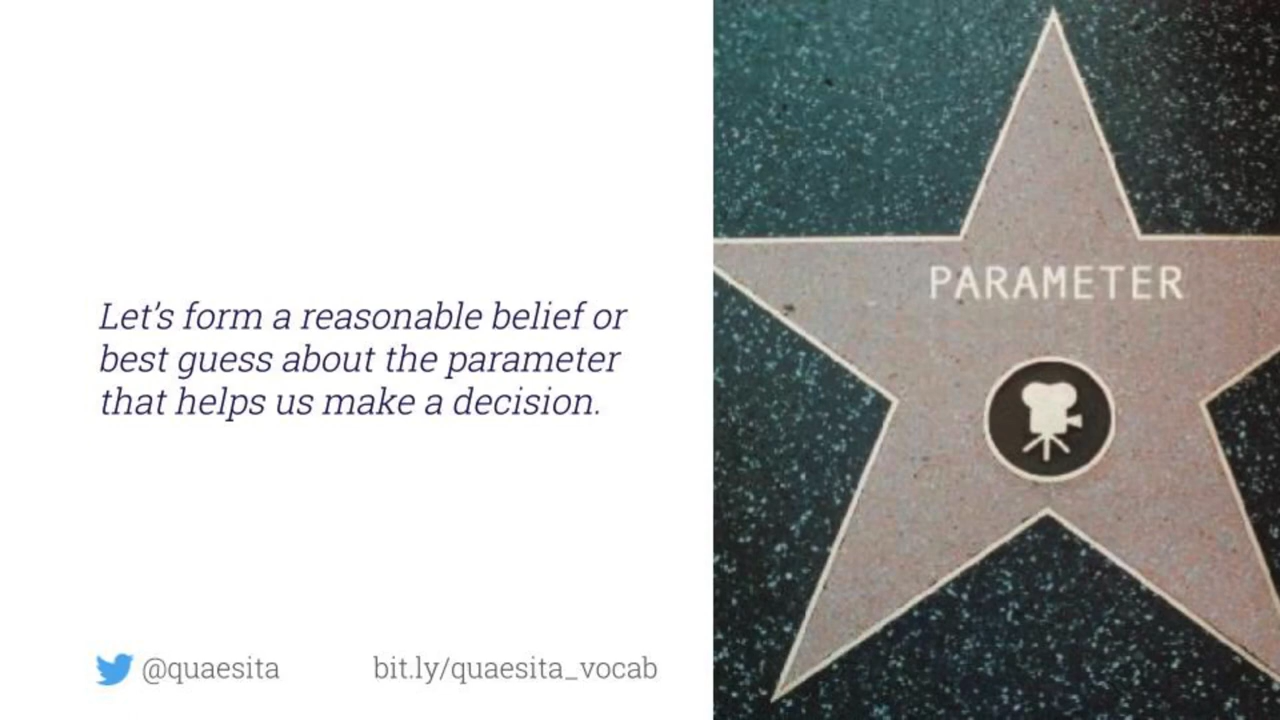 Let’s form a reasonable belief or
best guess about the parameter
that helps us make a decision.
@quaesita
bit.ly/quaesita_vocab
PARAMETER